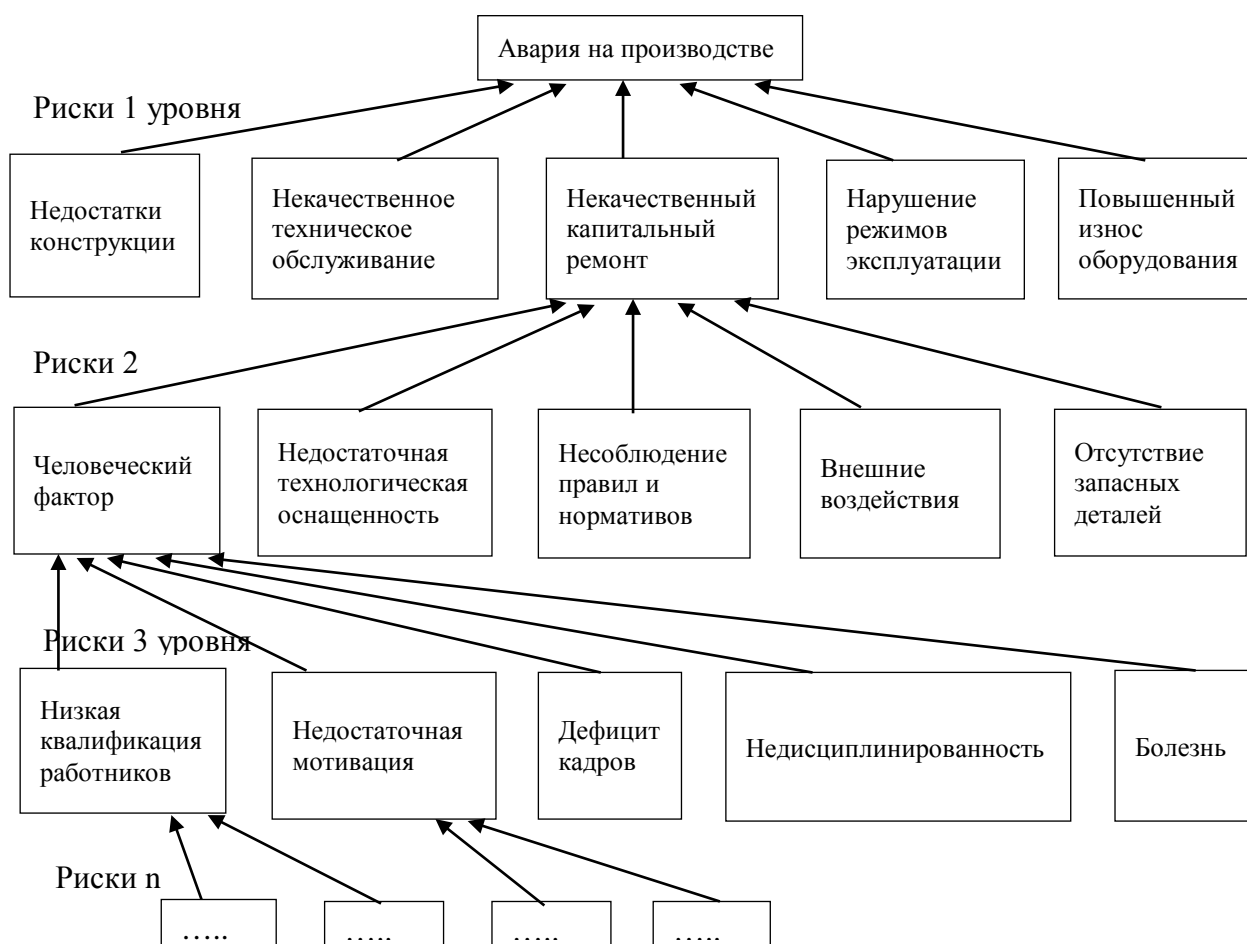 Авария на производстве
Риски 1 уровня
Недостатки
конструкции
Некачественное
техническое
обслуживание
Некачественный
капитальный
ремонт
Нарушение
режимов
эксплуатации
Повышенный
износ
оборудования
Риски 2
Человеческий
фактор
Недостаточная
технологическая
оснащенность
Несоблюдение
правил и
нормативов
Внешние
воздействия
Отсутствие
запасных
деталей
Риски 3 уровня
Низкая
квалификация
работников
Недостаточная
мотивация
Дефицит
кадров
Недисциплинированность
Болезнь
Риски n
…..
…..
…..
…..